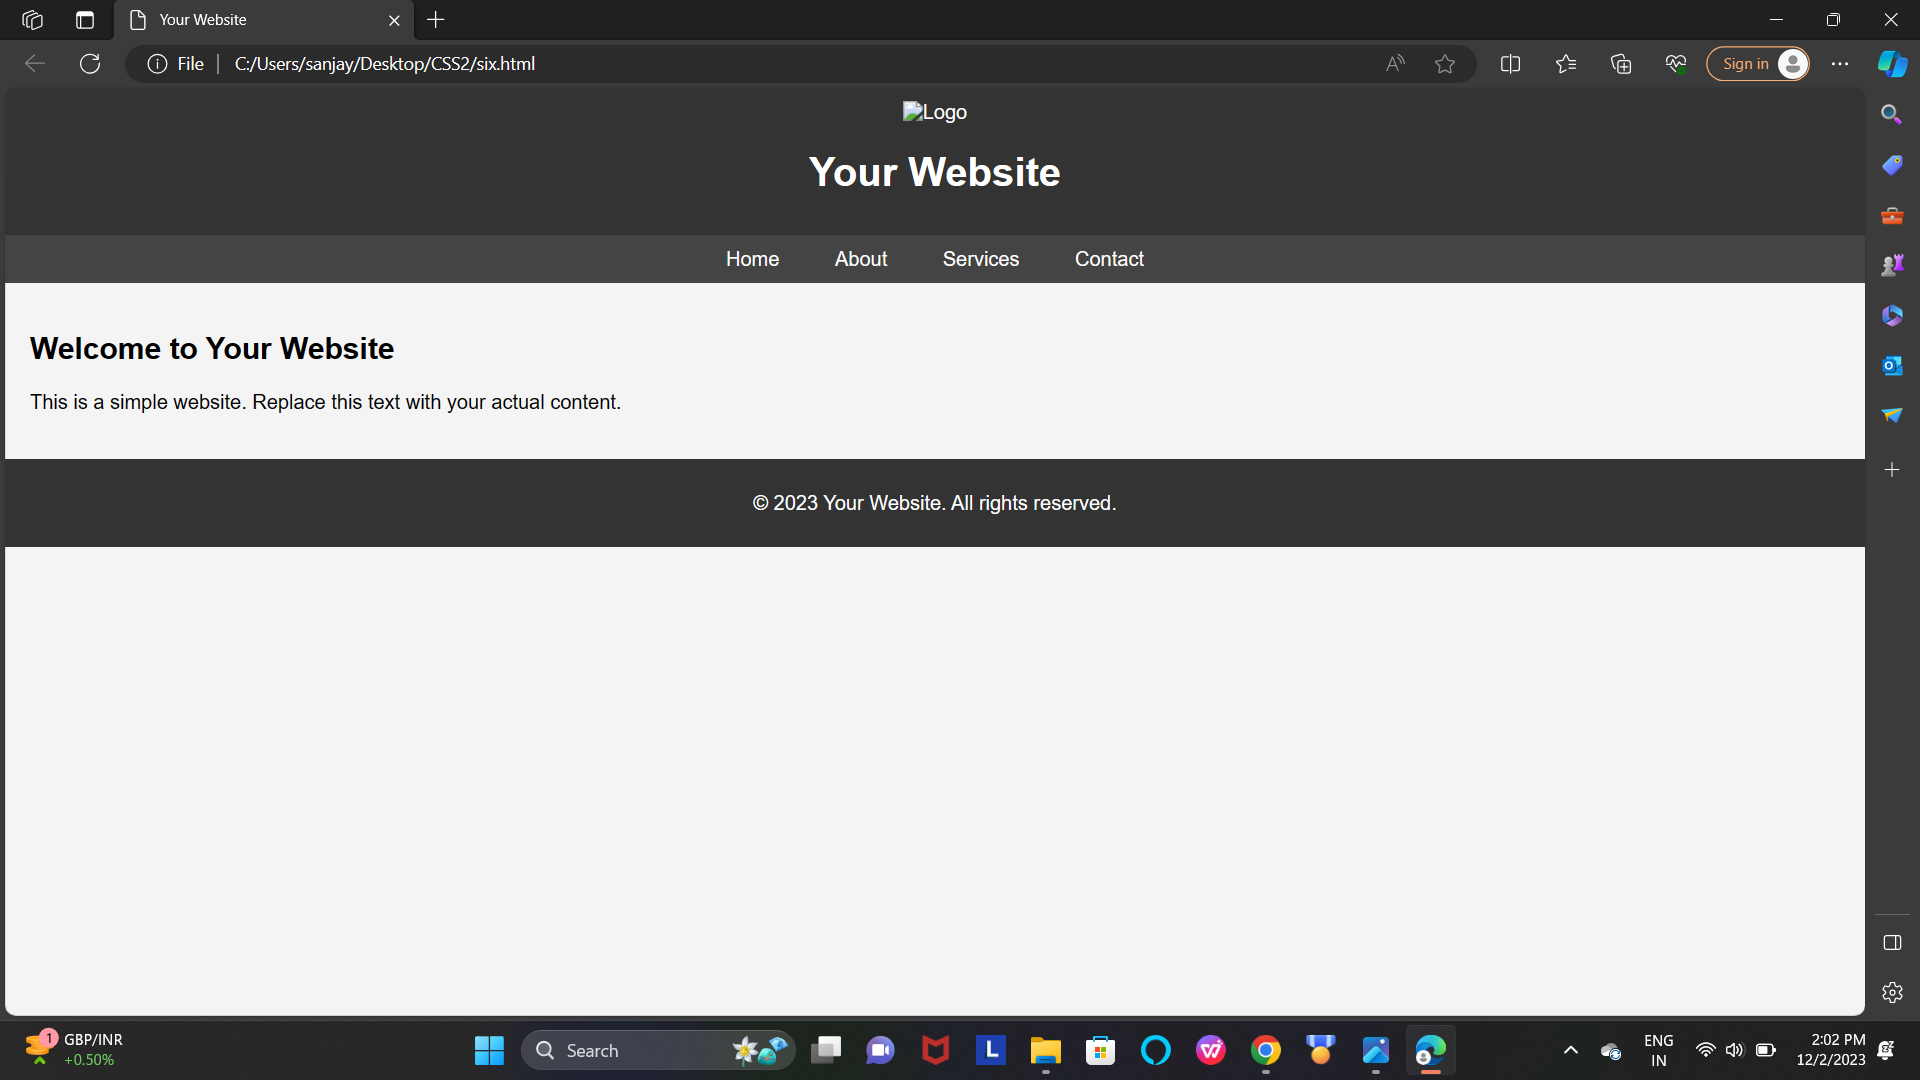 Your Website
File
C:/Users/sanjay/Desktop/CSS2/six.html
Sign in
Logo
Your Website
Home About Services Contact
Welcome to Your Website
This is a simple website. Replace this text with your actual content.
© 2023 Your Website. All rights reserved.
1
GBP/INR
+0.50%
Search
L
ENG
IN
2:02 PM
12/2/2023